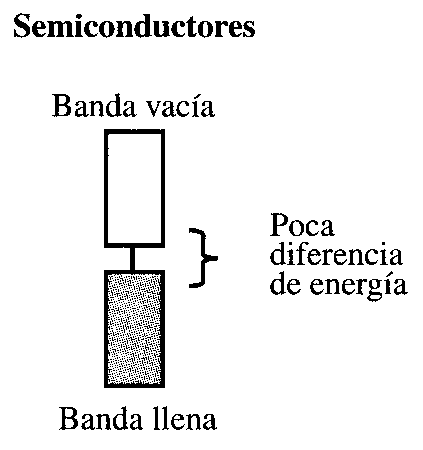 Semiconductores
Banda vacía
Poca
diferencia
de energía
Banda llena